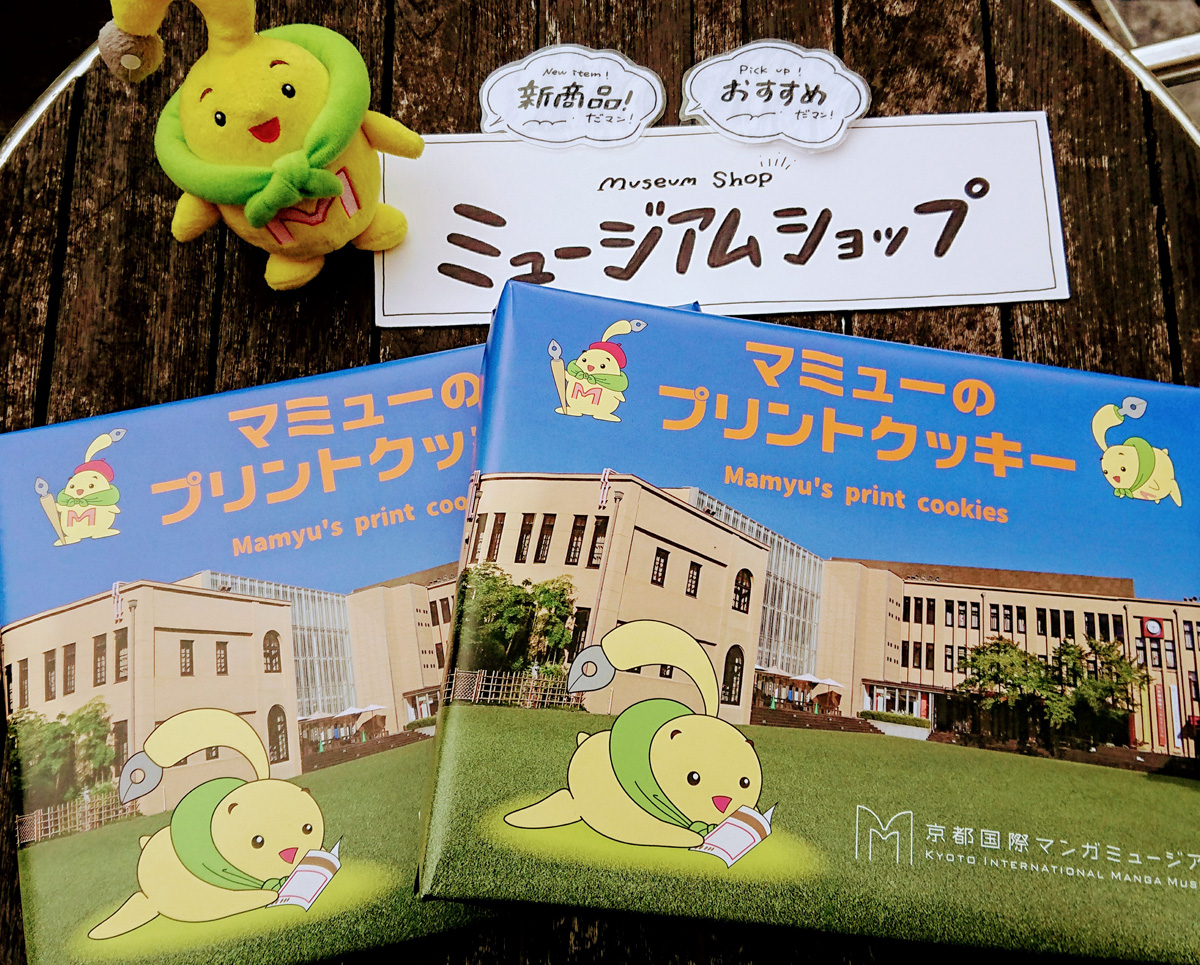 New item!
新商品!
だマン!
Pick up!
おすすめ
だマン!
Museum Shop
ミュージアムショップ
M
マミューの
プリントクッ
Mamyu's print coo
M
マミューの
プリントクッキー
Mamyu's print cookies
M
京都国際マンガミュージア
KYOTO INTERNATIONAL MANGA MUS